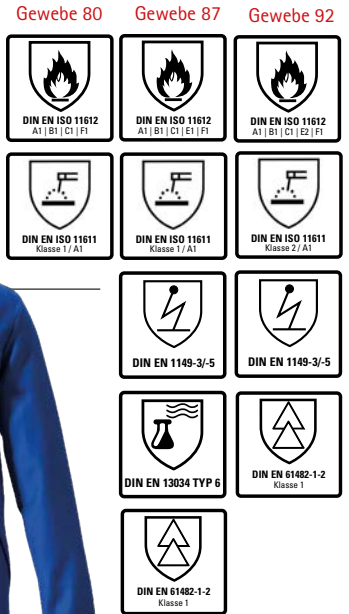 Gewebe 80 Gewebe 87 Gewebe 92
DIN EN ISO 11612 DIN EN ISO 11612 DIN EN ISO 11612
A1 | B1 | C1 | F1 A1 | B1 | C1 | E1 | F1 A1 | B1 | C1 | E2 | F1
DIN EN ISO 11611 DIN EN ISO 11611 DIN EN ISO 11611
Klasse 1 / A1 Klasse 1 / A1 Klasse 2 / A1
DIN EN 1149-3/-5 DIN EN 1149-3/-5
DIN EN 13034 TYP 6 DIN EN 61482-1-2
Klasse 1
DIN EN 61482-1-2
Klasse 1